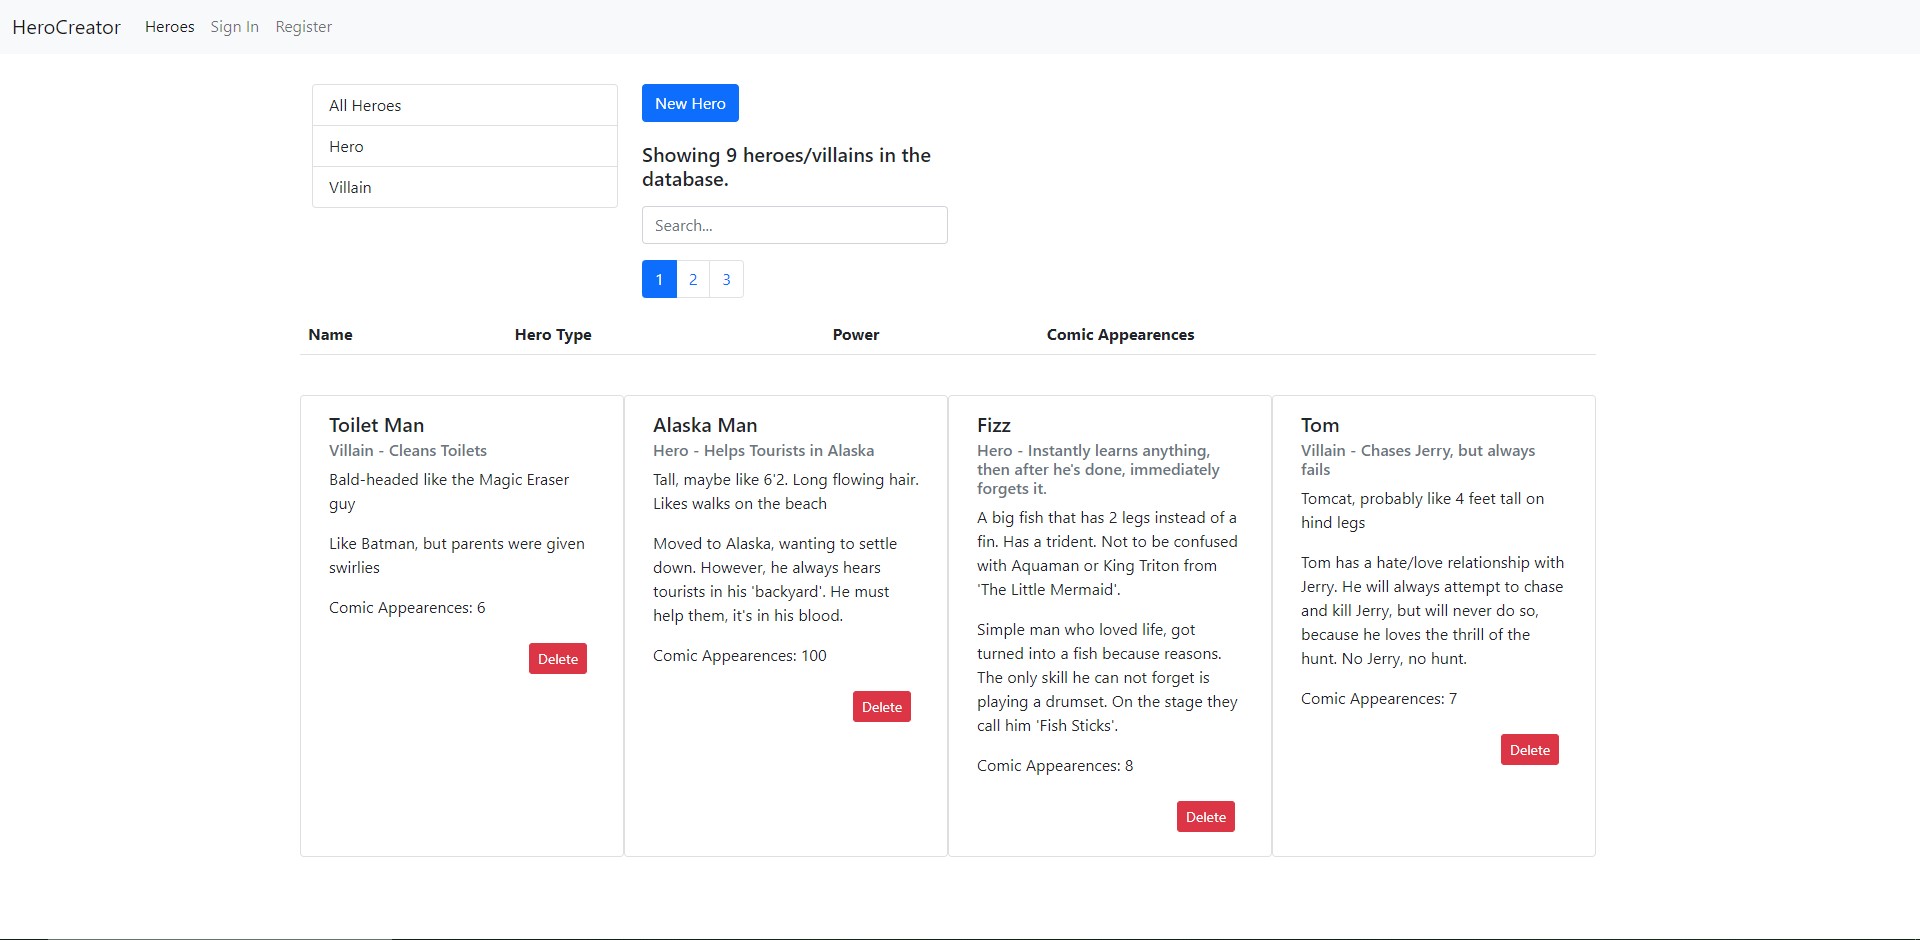 HeroCreator Heroes Sign In Register
All Heroes
Hero
Villain
New Hero
Showing 9 heroes/villains in the
database.
Search...
1 2 3
Name Hero Type Power Comic Appearences
Toilet Man
Villain - Cleans Toilets
Bald-headed like the Magic Eraser
guy
Like Batman, but parents were given
swirlies
Comic Appearences: 6
Delete
Alaska Man
Hero - Helps Tourists in Alaska
Tall, maybe like 6'2. Long flowing hair.
Likes walks on the beach
Moved to Alaska, wanting to settle
down. However, he always hears
tourists in his 'backyard'. He must
help them, it's in his blood.
Comic Appearences: 100
Delete
Fizz
Hero - Instantly learns anything,
then after he's done, immediately
forgets it.
A big fish that has 2 legs instead of a
fin. Has a trident. Not to be confused
with Aquaman or King Triton from
'The Little Mermaid'.
Simple man who loved life, got
turned into a fish because reasons.
The only skill he can not forget is
playing a drumset. On the stage they
call him 'Fish Sticks'.
Comic Appearences: 8
Delete
Tom
Villain - Chases Jerry, but always
fails
Tomcat, probably like 4 feet tall on
hind legs
Tom has a hate/love relationship with
Jerry. He will always attempt to chase
and kill Jerry, but will never do so,
because he loves the thrill of the
hunt. No Jerry, no hunt.
Comic Appearences: 7
Delete